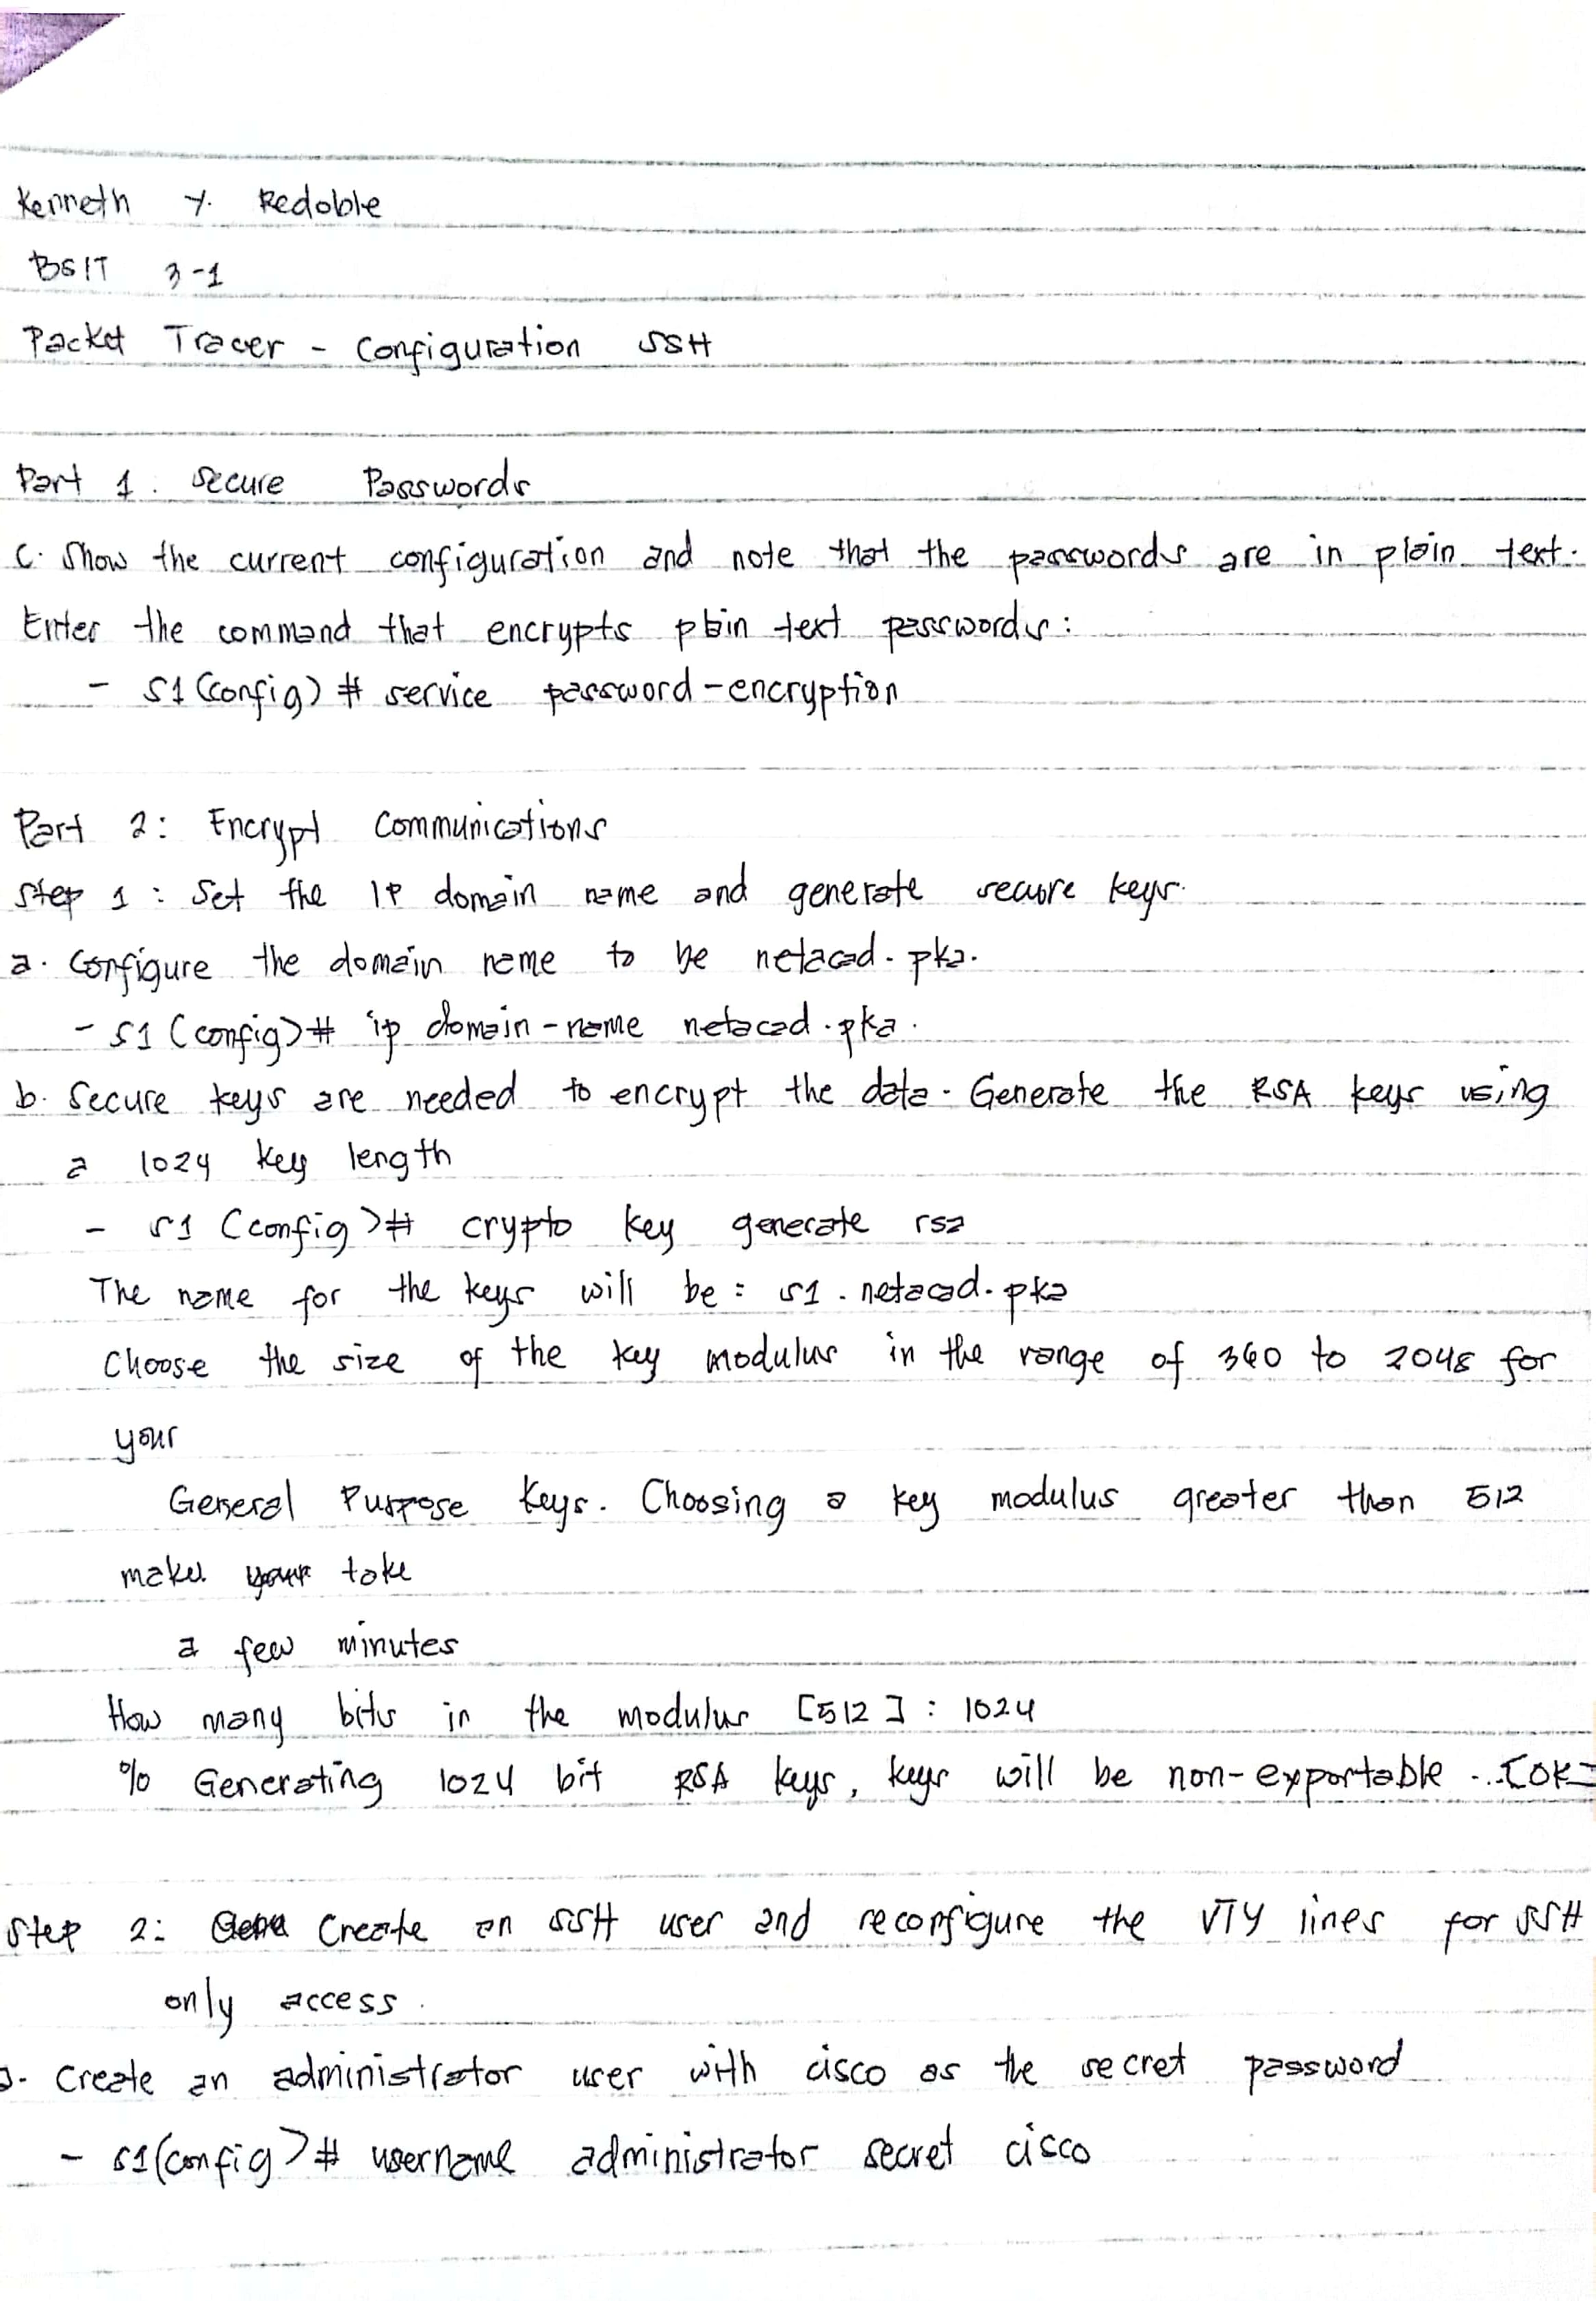 Kenneth Y. Redoble
BSIT 3-1
Packet Tracer - Configuration SSH
Part 1. Secure Passwords
C. Show the current configuration and note that the passwords are in plain text.
Enter the command that encrypts plain text passwords:
- S1(config) # service password-encryption
Part 2: Encrypt Communications
Step 1: Set the IP domain name and generate secure keys.
a. Configure the domain name to be netacad.pka.
- S1(config)# ip domain-name netacad.pka.
b. Secure keys are needed to encrypt the data. Generate the RSA keys using
a 1024 key length
- S1 (config)# crypto key generate rsa
The name for the keys will be: S1.netacad.pka
Choose the size of the key modulus in the range of 360 to 2048 for
your
General Purpose Keys. Choosing a key modulus greater than 512
make take
a few minutes
How many bits in the modulus [512]: 1024
% Generating 1024 bit RSA keys, keys will be non-exportable ...[OK]
Step 2: Create an SSH user and reconfigure the VTY lines for SSH
only access.
a. Create an administrator user with cisco as the secret password
- S1(config)# username administrator secret cisco